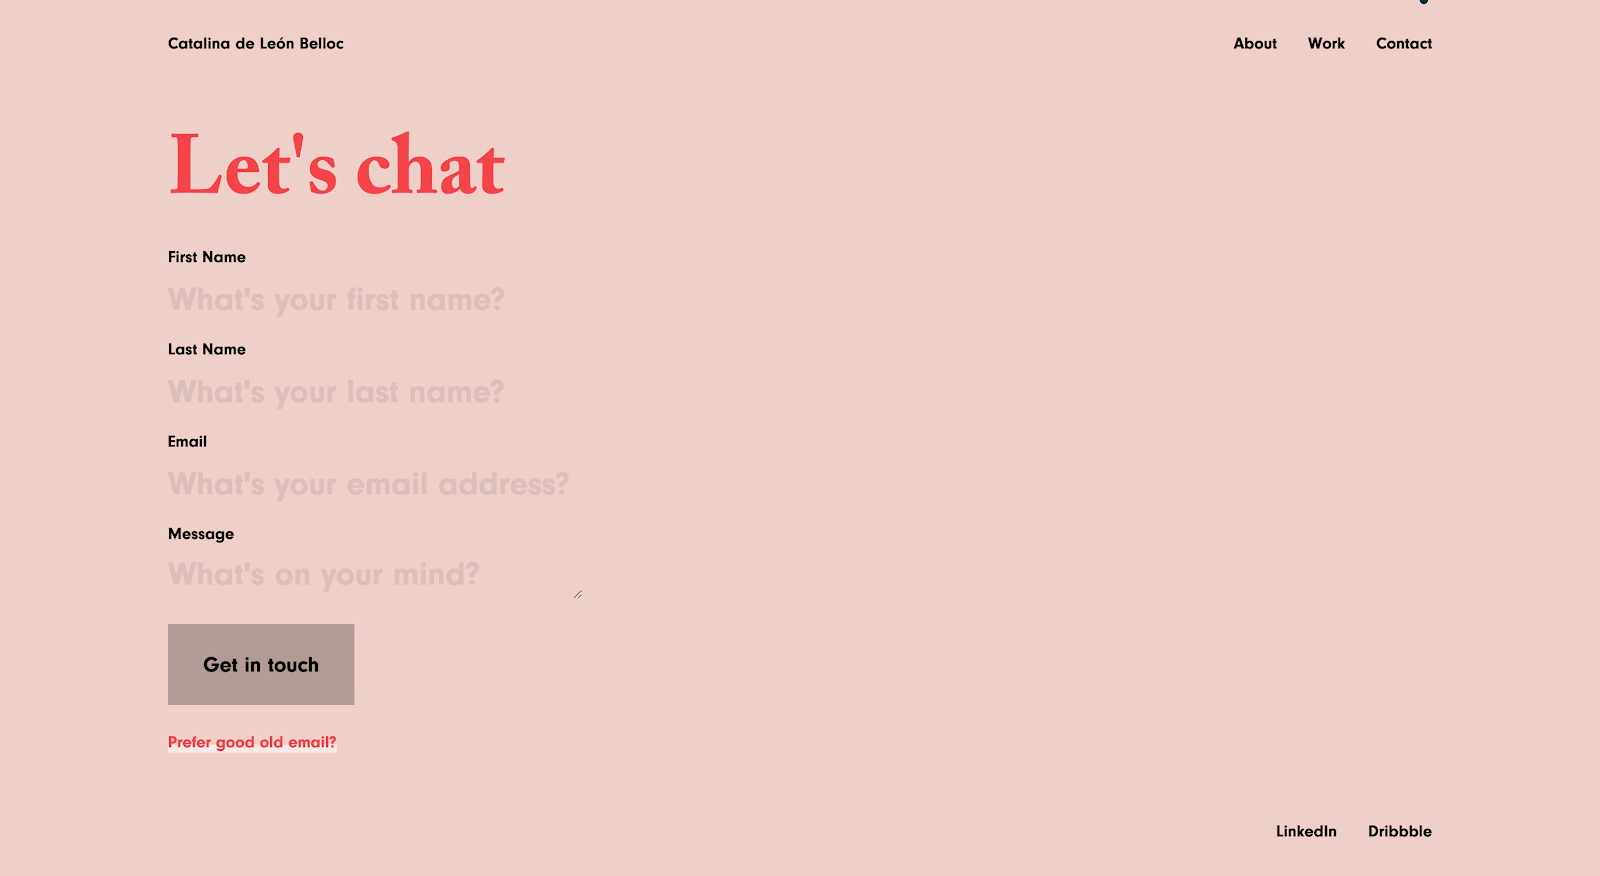 Catalina de León Belloc
About Work Contact
Let's chat
First Name
What's your first name?
Last Name
What's your last name?
Email
What's your email address?
Message
What's on your mind?
Get in touch
Prefer good old email?
LinkedIn Dribbble